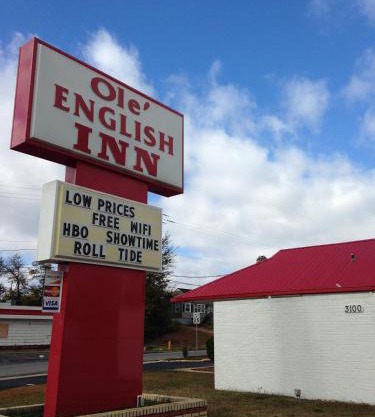 Ole'
ENGLISH
INN
LOW PRICES
FREE WIFI
HBO SHOWTIME
ROLL TIDE
VISA
3100